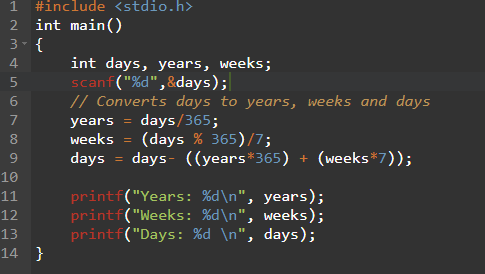 1 #include <stdio.h>
2 int main()
3 {
4 int days, years, weeks;
5 scanf("%d",&days);
6 // Converts days to years, weeks and days
7 years = days/365;
8 weeks = (days % 365)/7;
9 days = days- ((years*365) + (weeks*7));
10
11 printf("Years: %d\n", years);
12 printf("Weeks: %d\n", weeks);
13 printf("Days: %d \n", days);
14 }